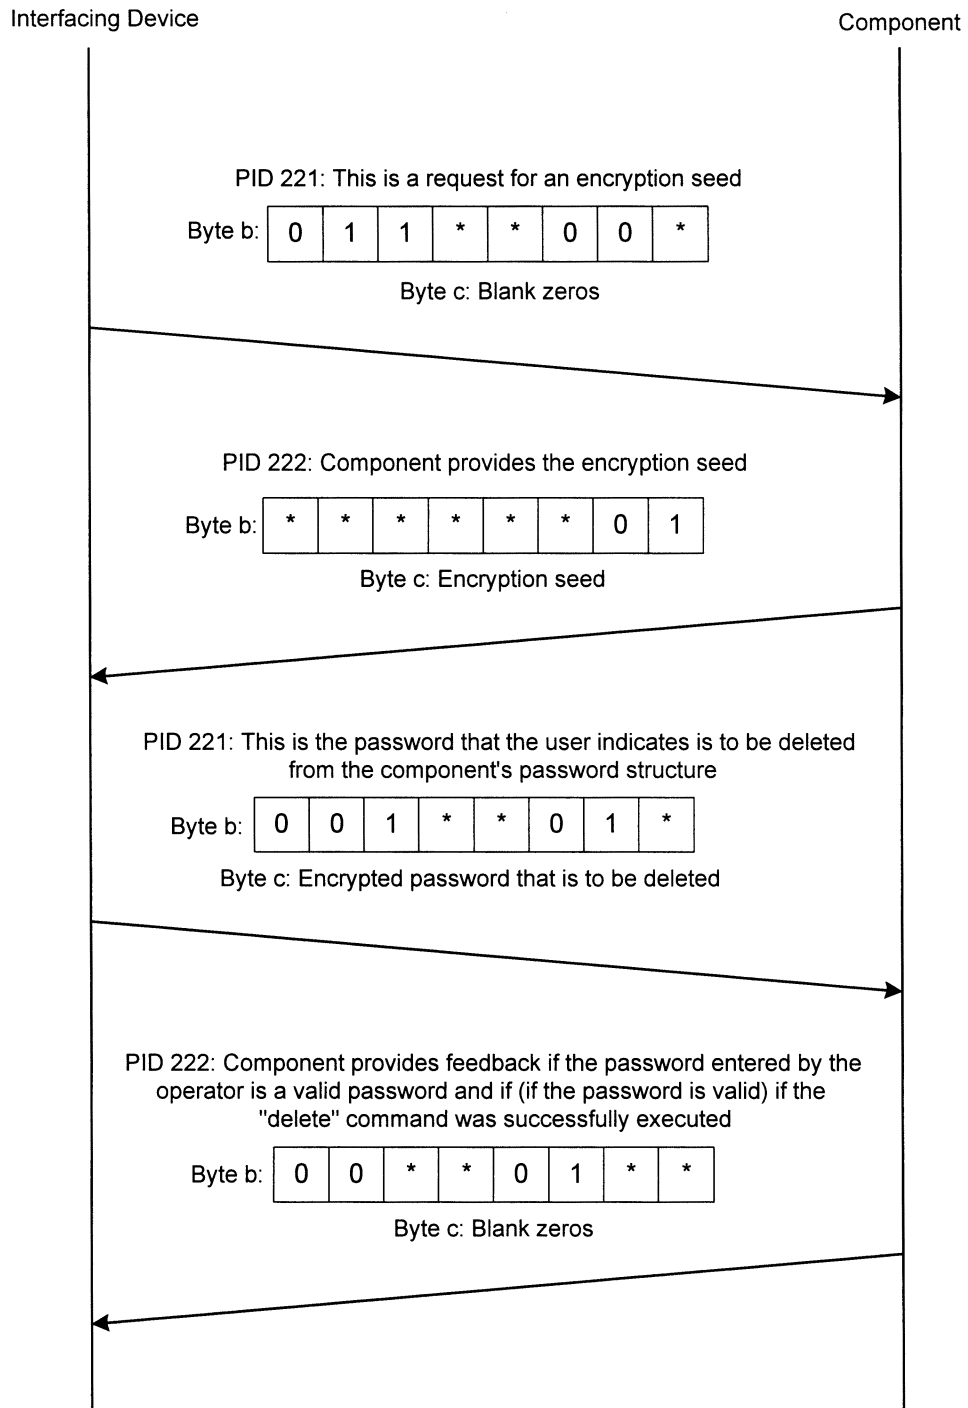 Interfacing Device
Component
PID 221: This is a request for an encryption seed
Byte b: 0 1 1 * * 0 0 *
Byte c: Blank zeros
PID 222: Component provides the encryption seed
Byte b: * * * * * * 0 1
Byte c: Encryption seed
PID 221: This is the password that the user indicates is to be deleted
from the component's password structure
Byte b: 0 0 1 * * 0 1 *
Byte c: Encrypted password that is to be deleted
PID 222: Component provides feedback if the password entered by the
operator is a valid password and if (if the password is valid) if the
"delete" command was successfully executed
Byte b: 0 0 * * 0 1 * *
Byte c: Blank zeros